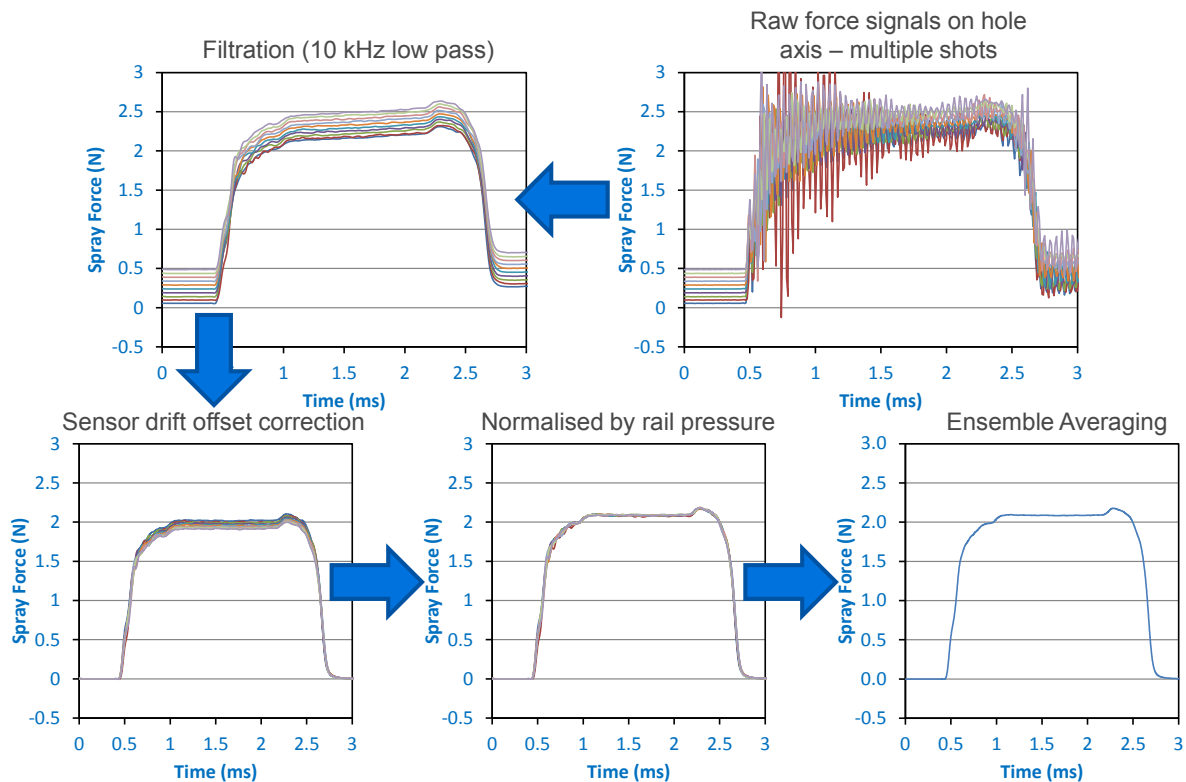 Filtration (10 kHz low pass)
3
2.5
2
1.5
1
0.5
0
-0.5
Spray Force (N)
0 1 1.5 2 2.5 3
Time (ms)
Raw force signals on hole
axis – multiple shots
3
2.5
2
1.5
1
0.5
0
-0.5
Spray Force (N)
0 0.5 1 1.5 2 2.5 3
Time (ms)
Sensor drift offset correction
3
2.5
2
1.5
1
0.5
0
-0.5
Spray Force (N)
0 0.5 1 1.5 2 2.5 3
Time (ms)
Normalised by rail pressure
3
2.5
2
1.5
1
0.5
0
-0.5
Spray Force (N)
0 0.5 1 1.5 2 2.5 3
Time (ms)
Ensemble Averaging
3.0
2.5
2.0
1.5
1.0
0.5
0.0
-0.5
Spray Force (N)
0 0.5 1 1.5 2 2.5 3
Time (ms)